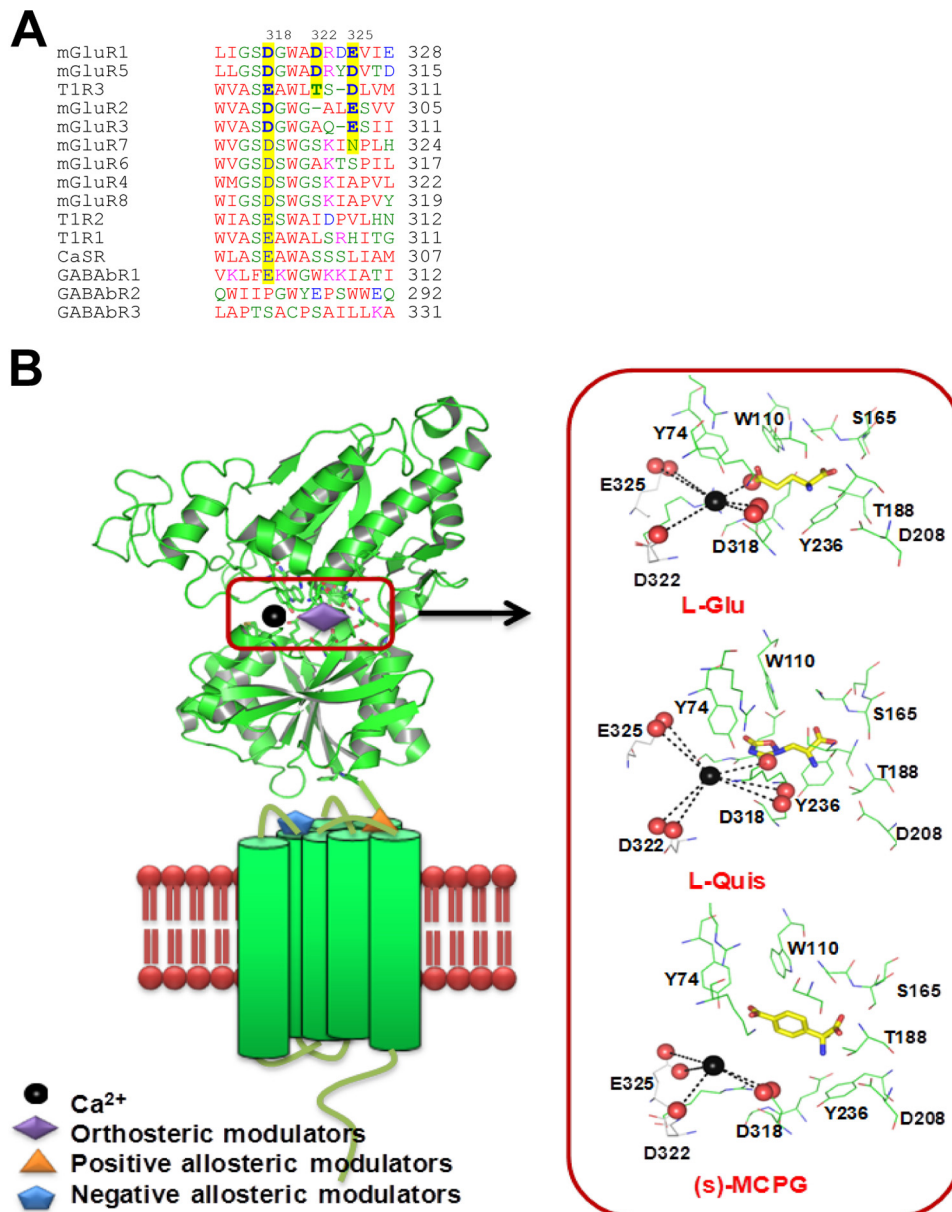 A
318 322 325
mGluR1 LIGSDGWADRDEVIE 328
mGluR5 LLGSDGWADRYDVTD 315
T1R3 WVASEAWLTS-DLVM 311
mGluR2 WVASDGWG-ALESVV 305
mGluR3 WVASDGWGAQ-ESII 311
mGluR7 WVGSDSWGSKINPLH 324
mGluR6 WVGSDSWGAKTSPIL 317
mGluR4 WMGSDSWGSKIAPVL 322
mGluR8 WIGSDSWGSKIAPVY 319
T1R2 WIASESWAIDPVLHN 312
T1R1 WVASEAWALSRHITG 311
CaSR WLASEAWASSSLIAM 307
GABAbR1 VKLFEKWGWKKIATI 312
GABAbR2 QWIIPGWYEPSWWEQ 292
GABAbR3 LAPTSACPSAILLKA 331
B
Ca²⁺
Orthosteric modulators
Positive allosteric modulators
Negative allosteric modulators
W110
Y74
S165
E325
T188
D208
D318
Y236
D322
L-Glu
W110
Y74
S165
E325
T188
Y236
D318
D208
D322
L-Quis
W110
Y74
S165
T188
E325
Y236
D208
D318
D322
(s)-MCPG